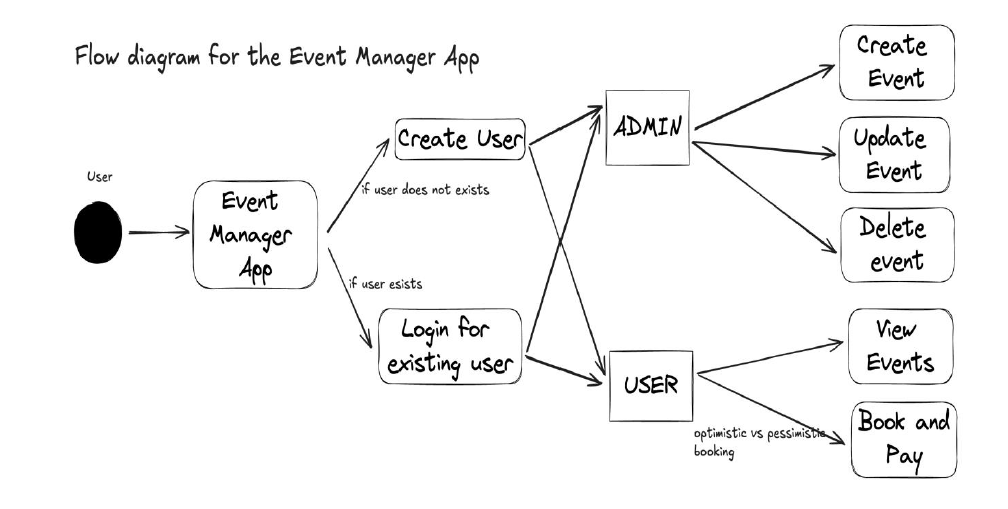 Flow diagram for the Event Manager App
User
Event
Manager
App
Create User
if user does not exists
if user esists
Login for
existing user
ADMIN
USER
Create
Event
Update
Event
Delete
event
View
Events
optimistic vs pessimistic
booking
Book and
Pay